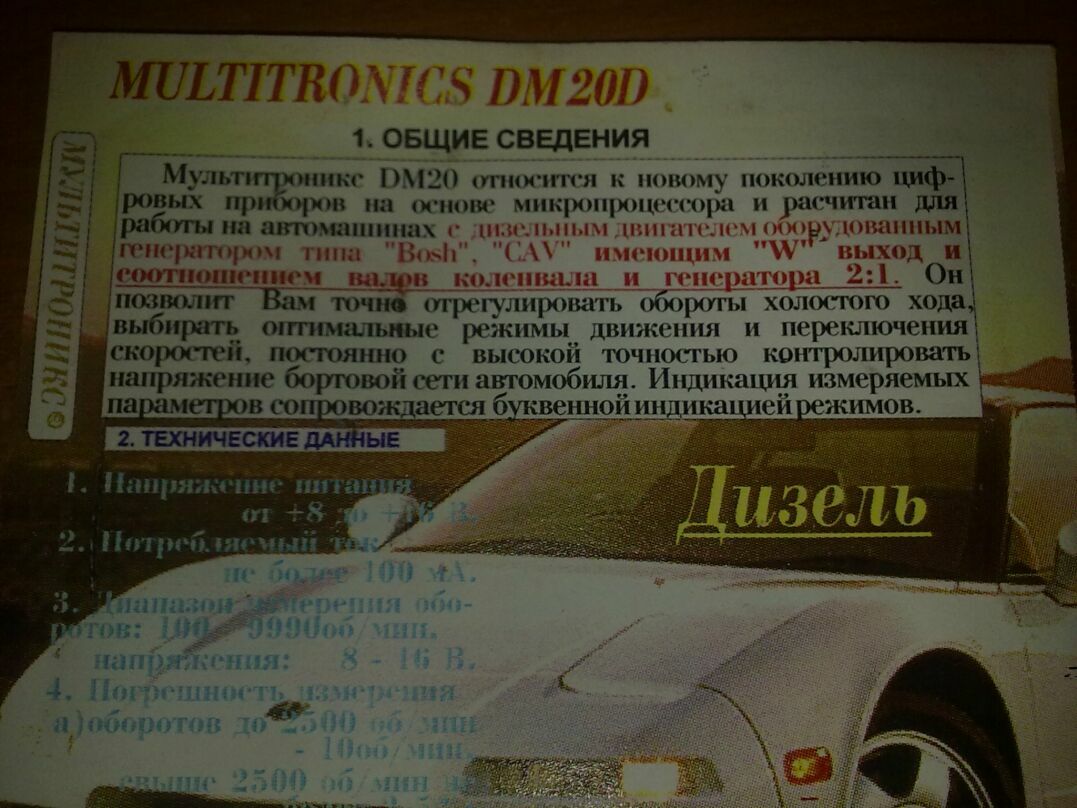 MULTITRONICS DM20D
1. ОБЩИЕ СВЕДЕНИЯ
МУЛЬТИТРОНИКС
Мультитроникс DM20 относится к новому поколению циф-
ровых приборов на основе микропроцессора и расчитан для
работы на автомашинах с дизельным двигателем оборудованным
генератором типа "Bosh", "CAV" имеющим "W" выход и
соотношением валов коленвала и генератора 2:1. Он
позволит Вам точно отрегулировать обороты холостого хода,
выбирать оптимальные режимы движения и переключения
скоростей, постоянно с высокой точностью контролировать
напряжение бортовой сети автомобиля. Индикация измеряемых
параметров сопровождается буквенной индикацией режимов.
2. ТЕХНИЧЕСКИЕ ДАННЫЕ
Дизель
1. Напряжение питания
от +8 до +16 В.
2. Потребляемый ток
не более 100 мА.
3. Диапазон измерения обо-
ротов: 100 - 9990об/мин.
напряжения: 8 - 16 В.
4. Погрешность измерения
а)оборотов до 2500 об/мин
- 10об/мин.
свыше 2500 об/мин не